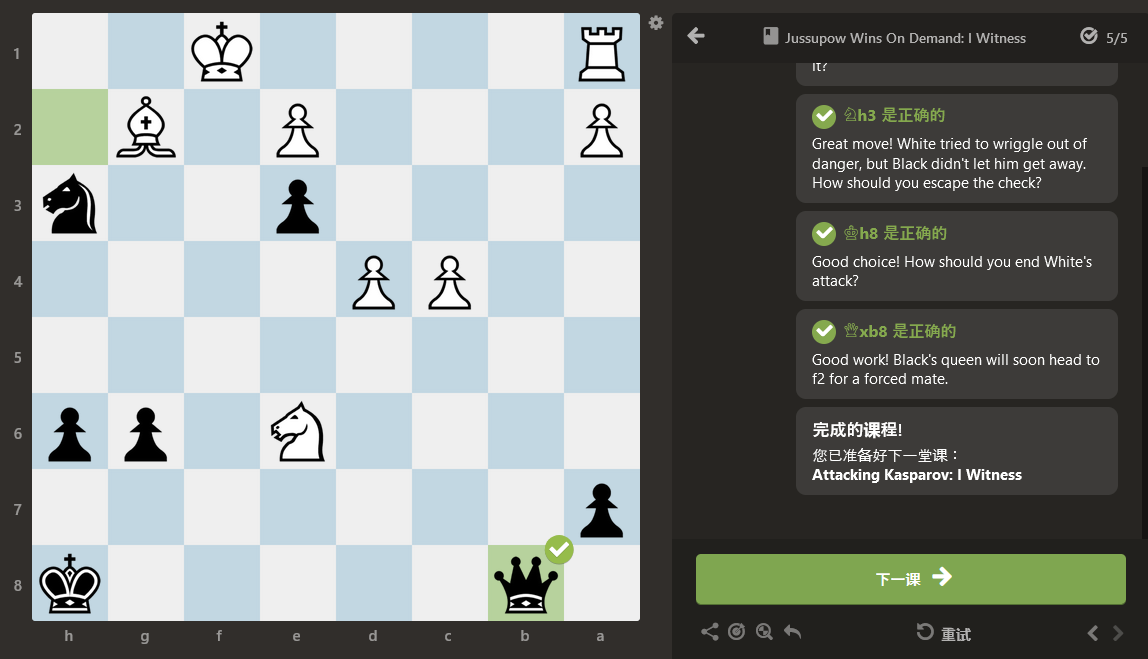 1
2
3
4
5
6
7
8
h g f e d c b a
Jussupow Wins On Demand: I Witness
5/5
it?
♘h3 是正确的
Great move! White tried to wriggle out of
danger, but Black didn't let him get away.
How should you escape the check?
♔h8 是正确的
Good choice! How should you end White's
attack?
♕xb8 是正确的
Good work! Black's queen will soon head to
f2 for a forced mate.
完成的课程!
您已准备好下一堂课：
Attacking Kasparov: I Witness
下一课
重试